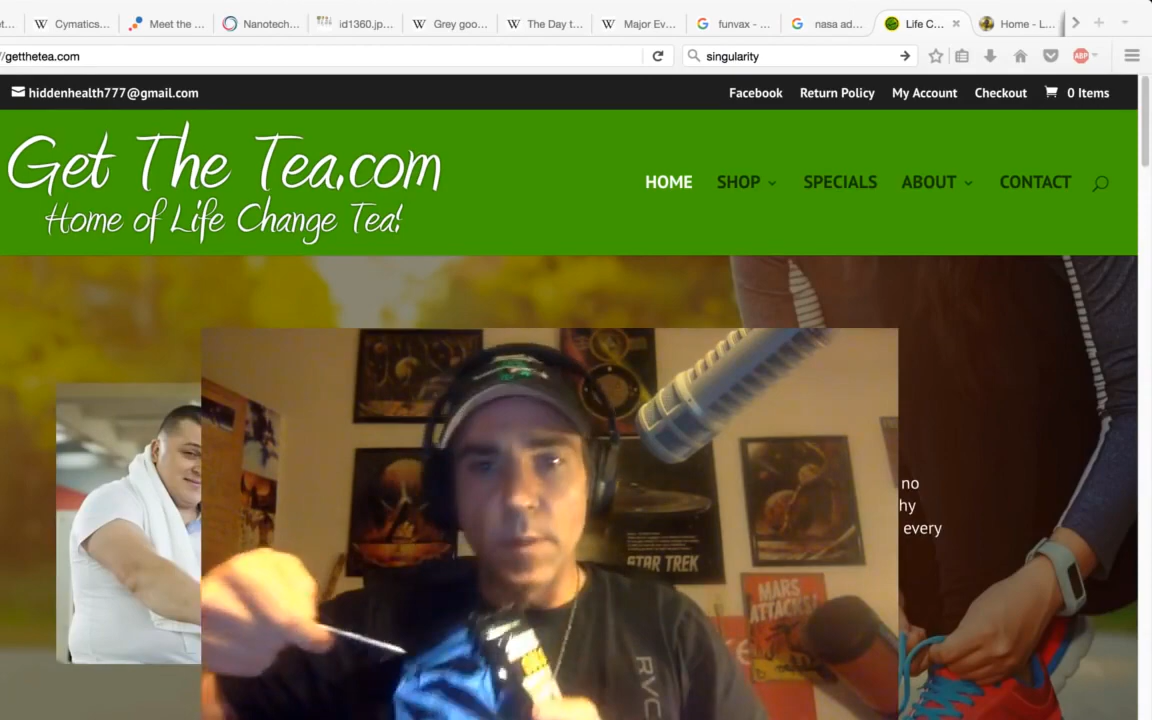 Cymatics...
Meet the ...
Nanotech...
id1360.jp...
Grey goo...
The Day t...
Major Ev...
funvax - ...
nasa ad...
Life C...
Home - L...
//getthetea.com
singularity
ABP
hiddenhealth777@gmail.com
Facebook
Return Policy
My Account
Checkout
0 Items
Get The Tea.com
Home of Life Change Tea!
HOME
SHOP
SPECIALS
ABOUT
CONTACT
no
hy
every
STAR TREK
MARS
ATTACKS!
RVC